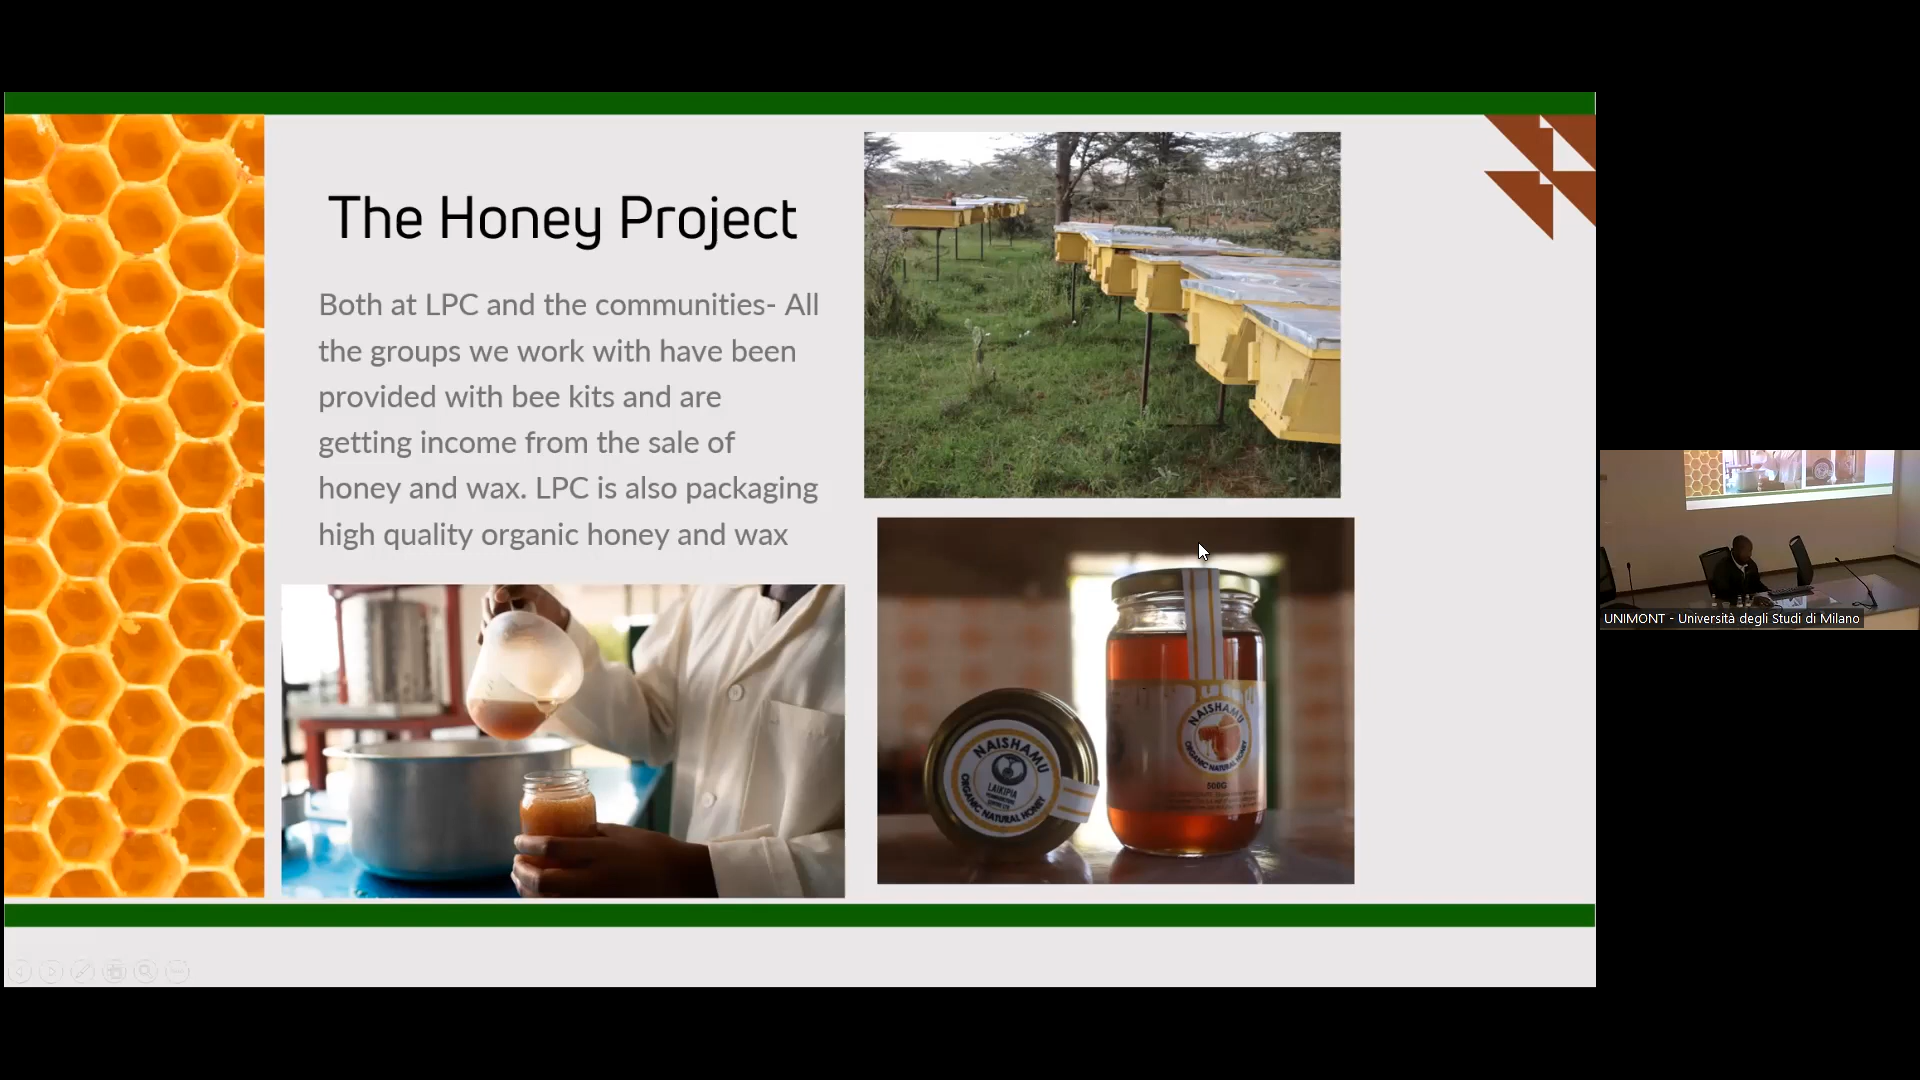 The Honey Project
Both at LPC and the communities- All
the groups we work with have been
provided with bee kits and are
getting income from the sale of
honey and wax. LPC is also packaging
high quality organic honey and wax
NAISHAMU
LAIKIPIA
ORGANIC NATURAL HONEY
NAISHAMU
ORGANIC NATURAL HONEY
500G
UNIMONT - Università degli Studi di Milano